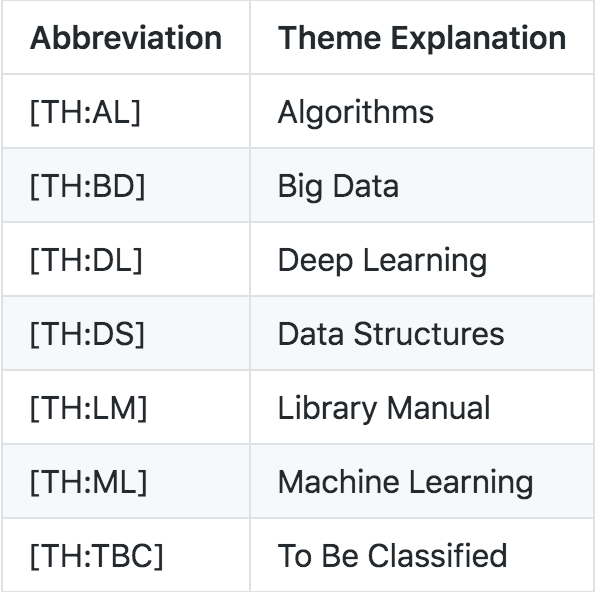 Abbreviation Theme Explanation
[TH:AL] Algorithms
[TH:BD] Big Data
[TH:DL] Deep Learning
[TH:DS] Data Structures
[TH:LM] Library Manual
[TH:ML] Machine Learning
[TH:TBC] To Be Classified